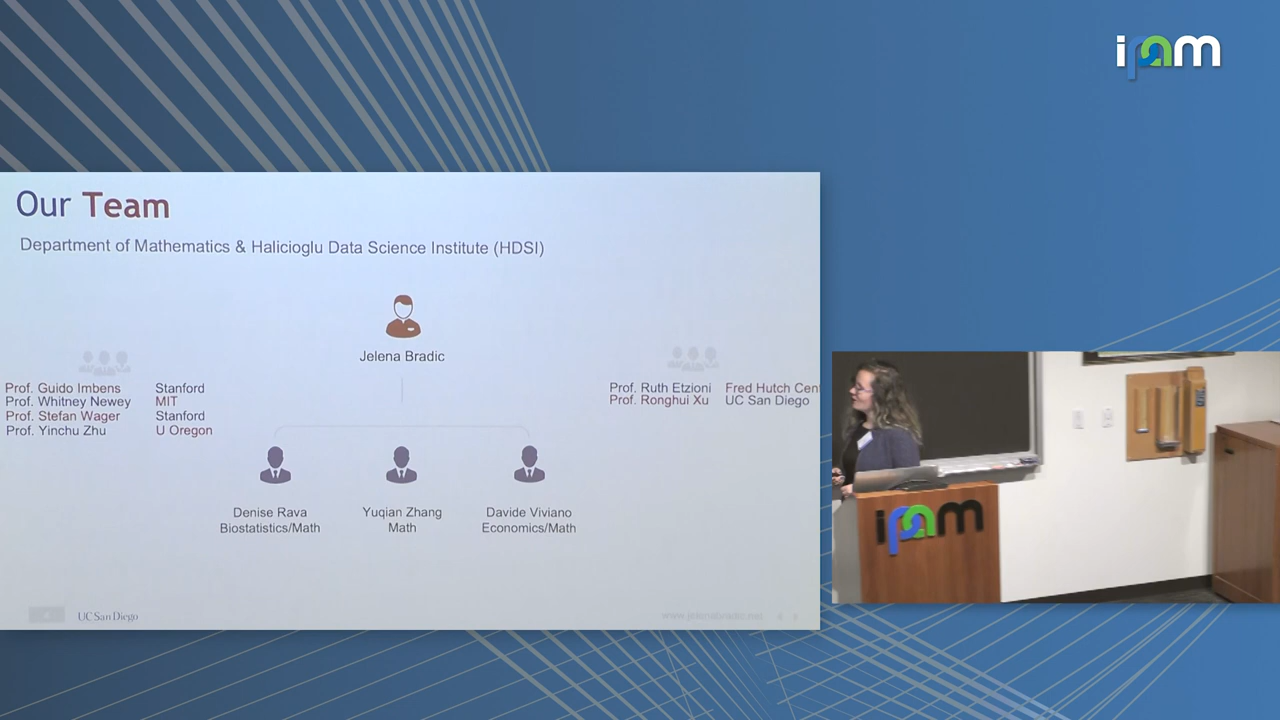 ipam
Our Team
Department of Mathematics & Halicioglu Data Science Institute (HDSI)
Jelena Bradic
Prof. Guido Imbens Stanford
Prof. Whitney Newey MIT
Prof. Stefan Wager Stanford
Prof. Yinchu Zhu U Oregon
Prof. Ruth Etzioni Fred Hutch Cen
Prof. Ronghui Xu UC San Diego
Denise Rava
Biostatistics/Math
Yuqian Zhang
Math
Davide Viviano
Economics/Math
UC San Diego
www.jelenabradic.net
ipam